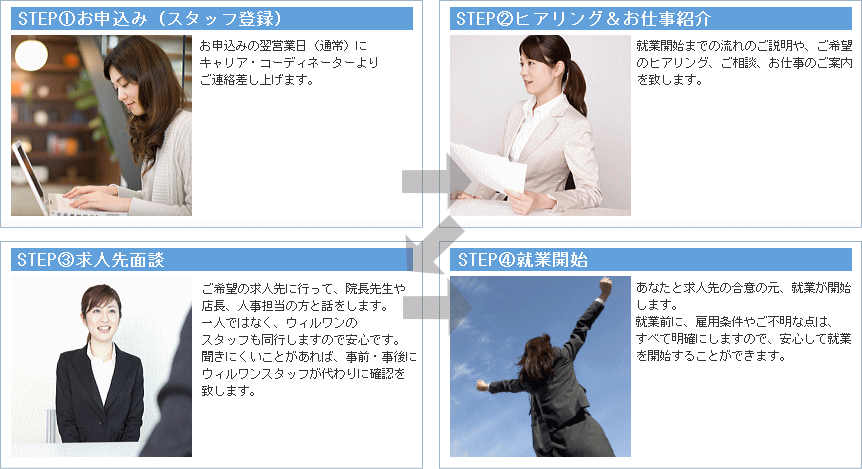 STEP①お申込み（スタッフ登録）
お申込みの翌営業日（通常）に
キャリア・コーディネーターより
ご連絡差し上げます。
STEP②ヒアリング＆お仕事紹介
就業開始までの流れのご説明や、ご希望
のヒアリング、ご相談、お仕事のご案内
を致します。
STEP③求人先面談
ご希望の求人先に行って、院長先生や
店長、人事担当の方と話をします。
一人ではなく、ウィルワンの
スタッフも同行しますので安心です。
聞きにくいことがあれば、事前・事後に
ウィルワンスタッフが代わりに確認を
致します。
STEP④就業開始
あなたと求人先の合意の元、就業が開始
します。
就業前に、雇用条件やご不明な点は、
すべて明確にしますので、安心して就業
を開始することができます。